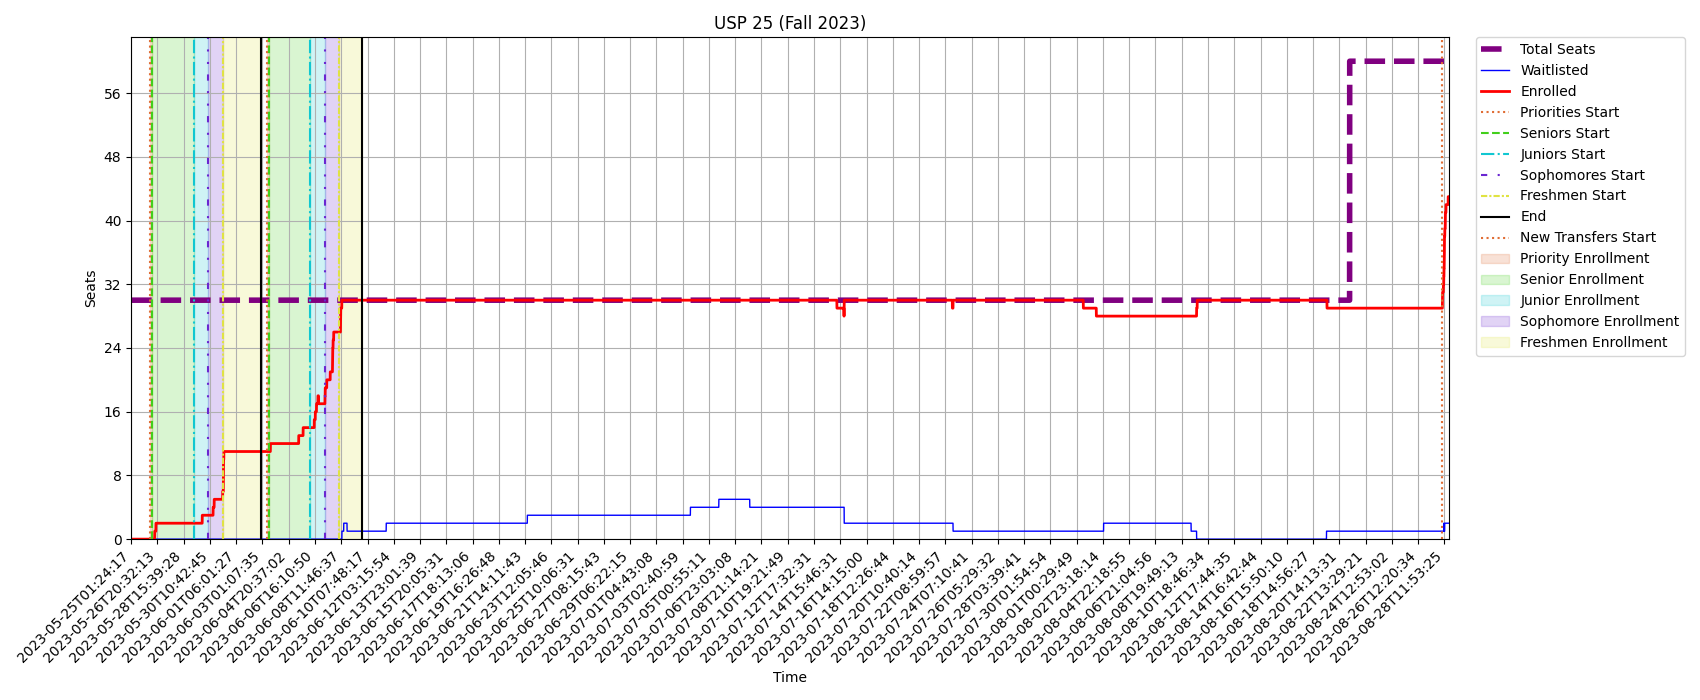 USP 25 (Fall 2023)
Seats
56
48
40
32
24
16
8
0
2023-05-25T01:24:17
2023-05-26T20:32:13
2023-05-28T15:39:28
2023-05-30T10:42:45
2023-06-01T06:01:27
2023-06-03T01:07:35
2023-06-04T20:37:02
2023-06-06T16:10:50
2023-06-08T11:46:37
2023-06-10T07:48:17
2023-06-12T03:15:54
2023-06-13T23:01:39
2023-06-15T20:05:31
2023-06-17T18:13:06
2023-06-19T16:26:48
2023-06-21T14:11:43
2023-06-23T12:05:46
2023-06-25T10:06:31
2023-06-27T08:15:43
2023-06-29T06:22:15
2023-07-01T04:43:08
2023-07-03T02:40:59
2023-07-05T00:55:11
2023-07-06T23:03:08
2023-07-08T21:14:21
2023-07-10T19:21:49
2023-07-12T17:32:31
2023-07-14T15:46:31
2023-07-16T14:15:00
2023-07-18T12:26:44
2023-07-20T10:40:14
2023-07-22T08:59:57
2023-07-24T07:10:41
2023-07-26T05:29:32
2023-07-28T03:39:41
2023-07-30T01:54:54
2023-08-01T00:29:49
2023-08-02T23:18:14
2023-08-04T22:18:55
2023-08-06T21:04:56
2023-08-08T19:49:13
2023-08-10T18:46:34
2023-08-12T17:44:35
2023-08-14T16:42:44
2023-08-16T15:50:10
2023-08-18T14:56:27
2023-08-20T14:13:31
2023-08-22T13:29:21
2023-08-24T12:53:02
2023-08-26T12:20:34
2023-08-28T11:53:25
Time
Total Seats
Waitlisted
Enrolled
Priorities Start
Seniors Start
Juniors Start
Sophomores Start
Freshmen Start
End
New Transfers Start
Priority Enrollment
Senior Enrollment
Junior Enrollment
Sophomore Enrollment
Freshmen Enrollment